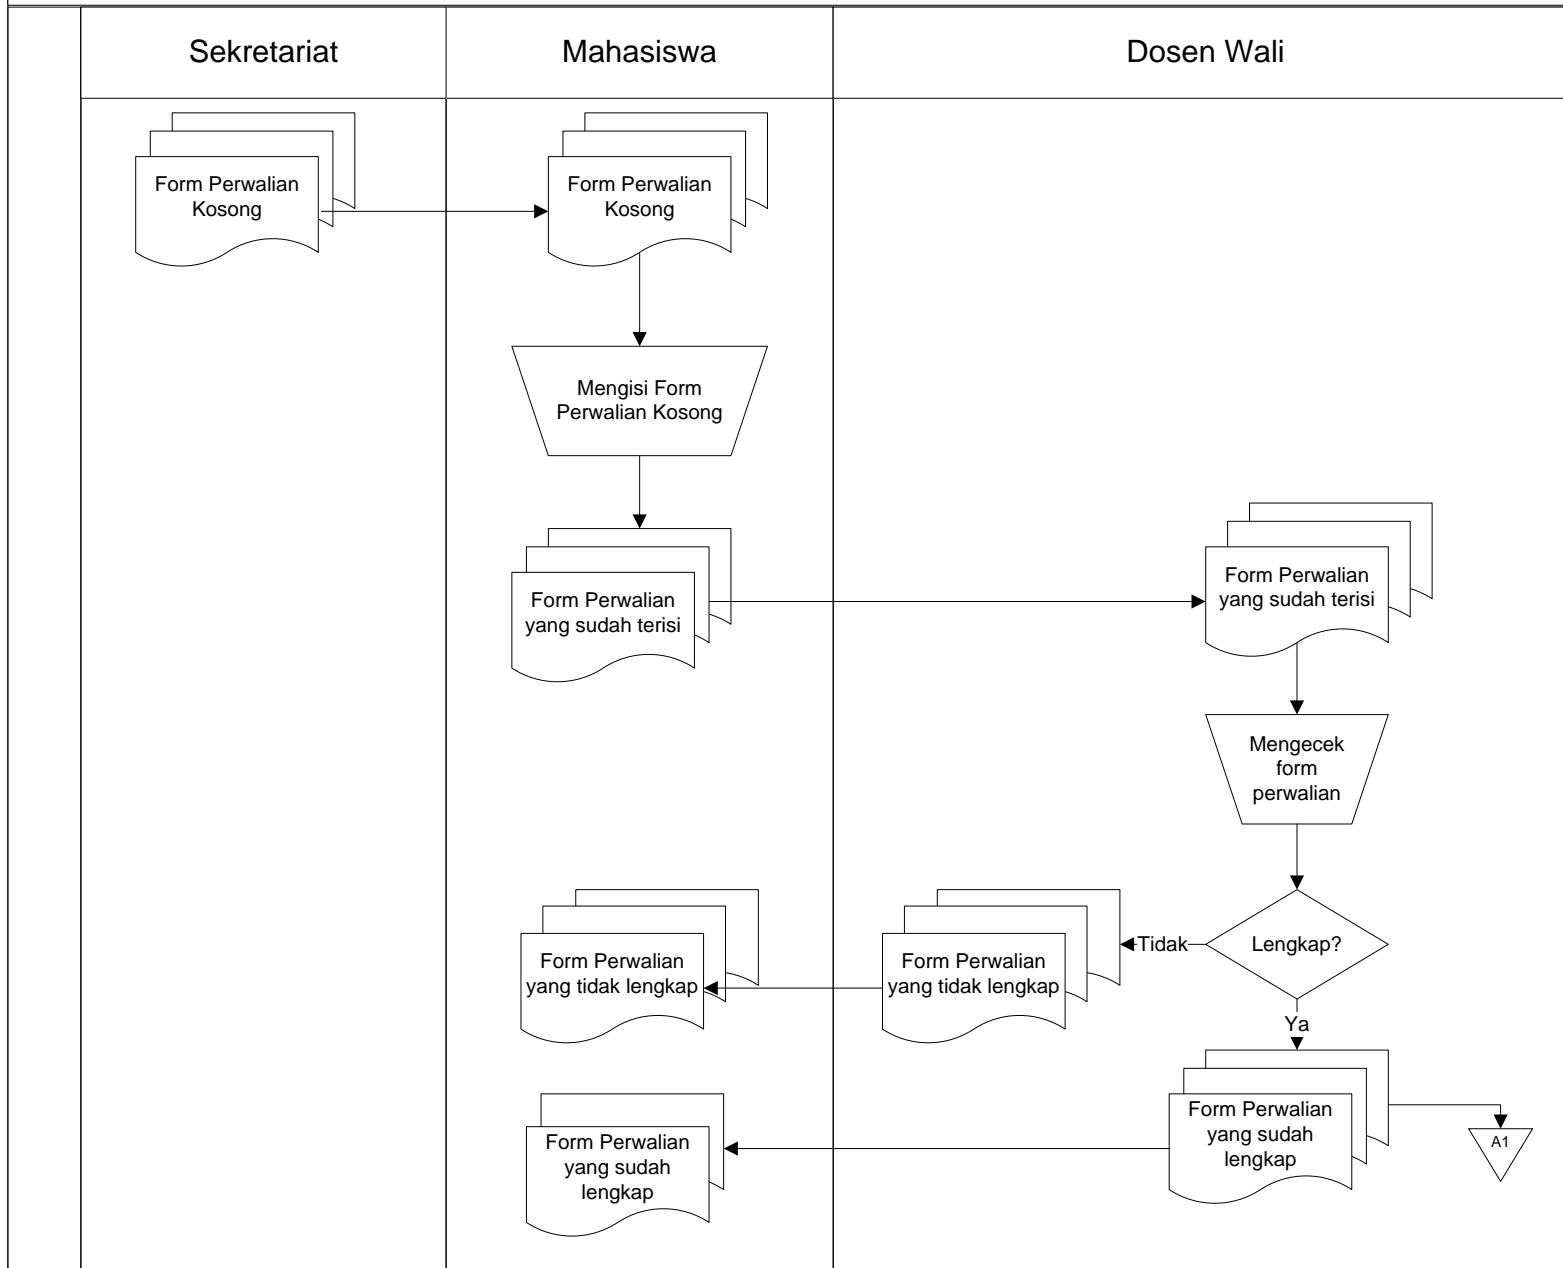 Sekretariat
Mahasiswa
Dosen Wali
Form Perwalian
Kosong
Form Perwalian
Kosong
Mengisi Form
Perwalian Kosong
Form Perwalian
yang sudah terisi
Form Perwalian
yang sudah terisi
Mengecek
form
perwalian
Lengkap?
Tidak
Form Perwalian
yang tidak lengkap
Form Perwalian
yang tidak lengkap
Ya
Form Perwalian
yang sudah
lengkap
A1
Form Perwalian
yang sudah
lengkap